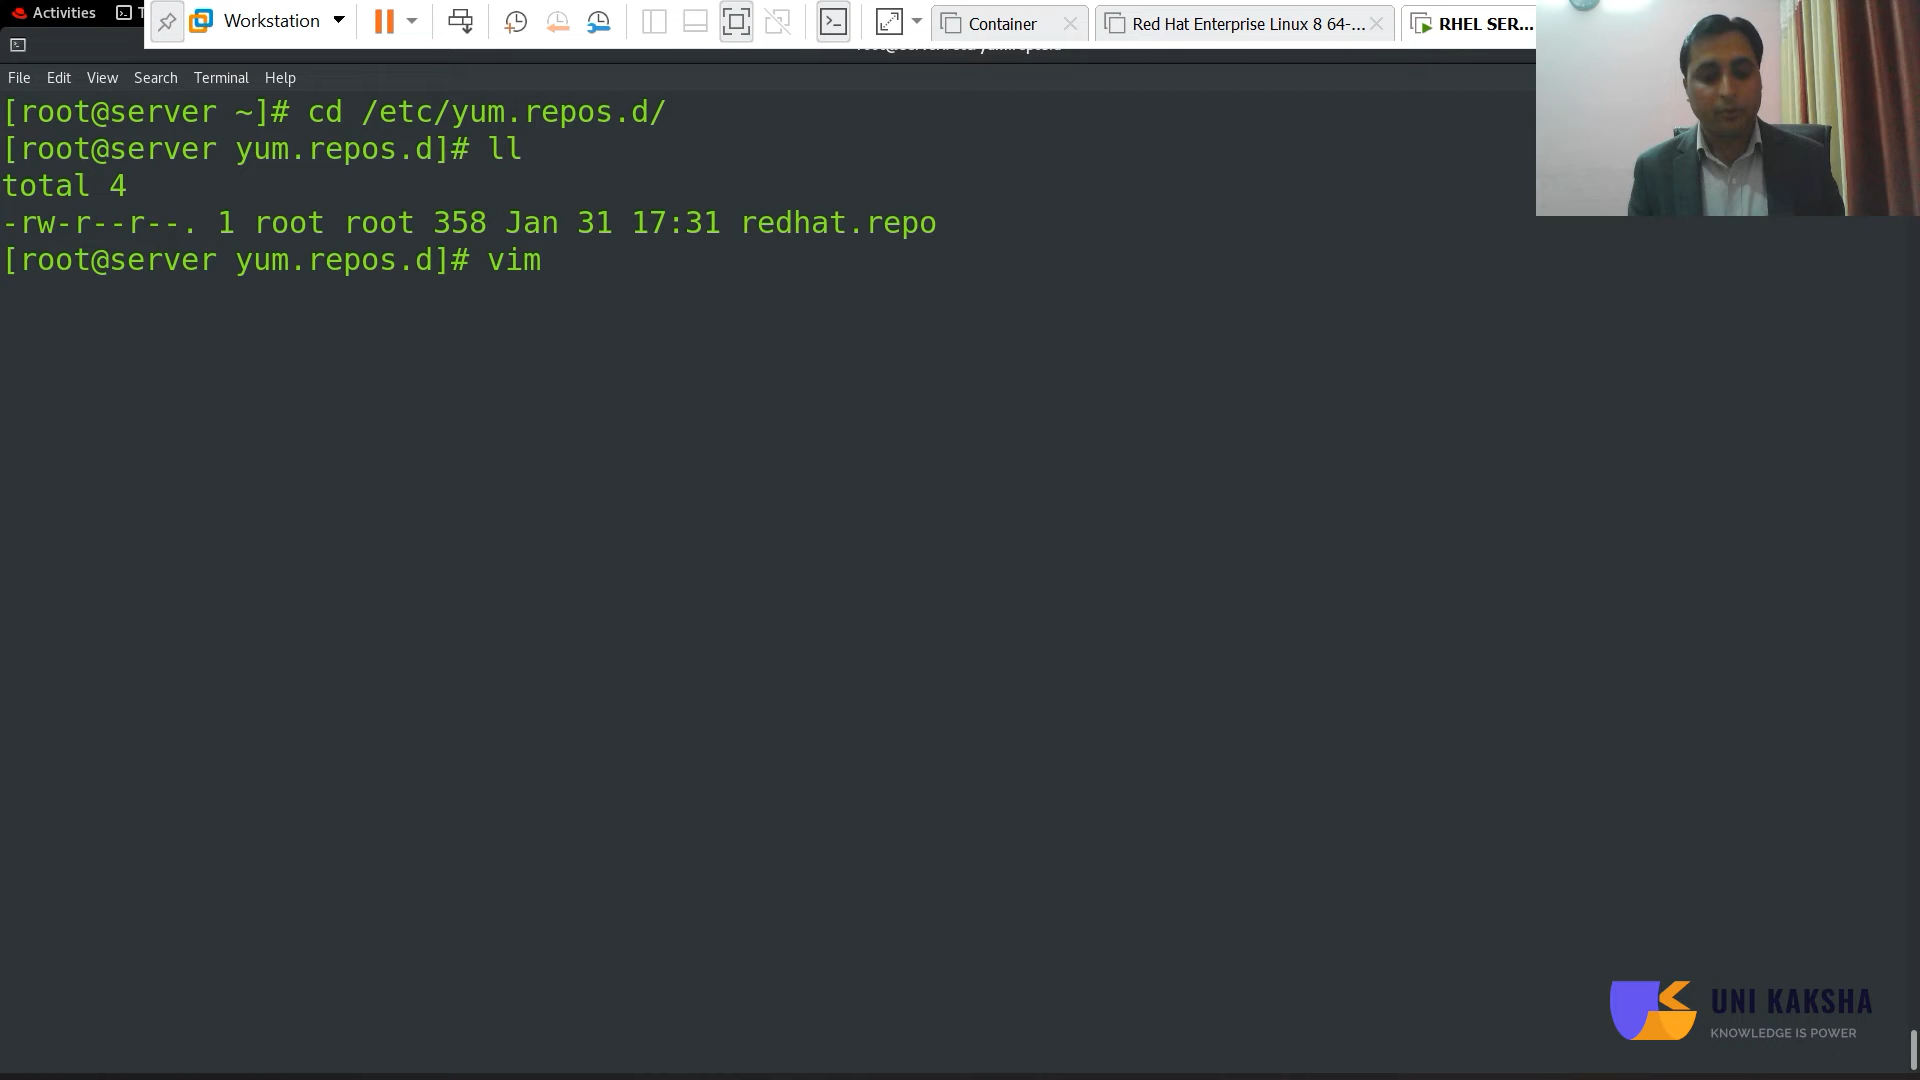 Activities
Workstation
Container
Red Hat Enterprise Linux 8 64-...
RHEL SER...
File Edit View Search Terminal Help
[root@server ~]# cd /etc/yum.repos.d/
[root@server yum.repos.d]# ll
total 4
-rw-r--r--. 1 root root 358 Jan 31 17:31 redhat.repo
[root@server yum.repos.d]# vim
UNI KAKSHA
KNOWLEDGE IS POWER